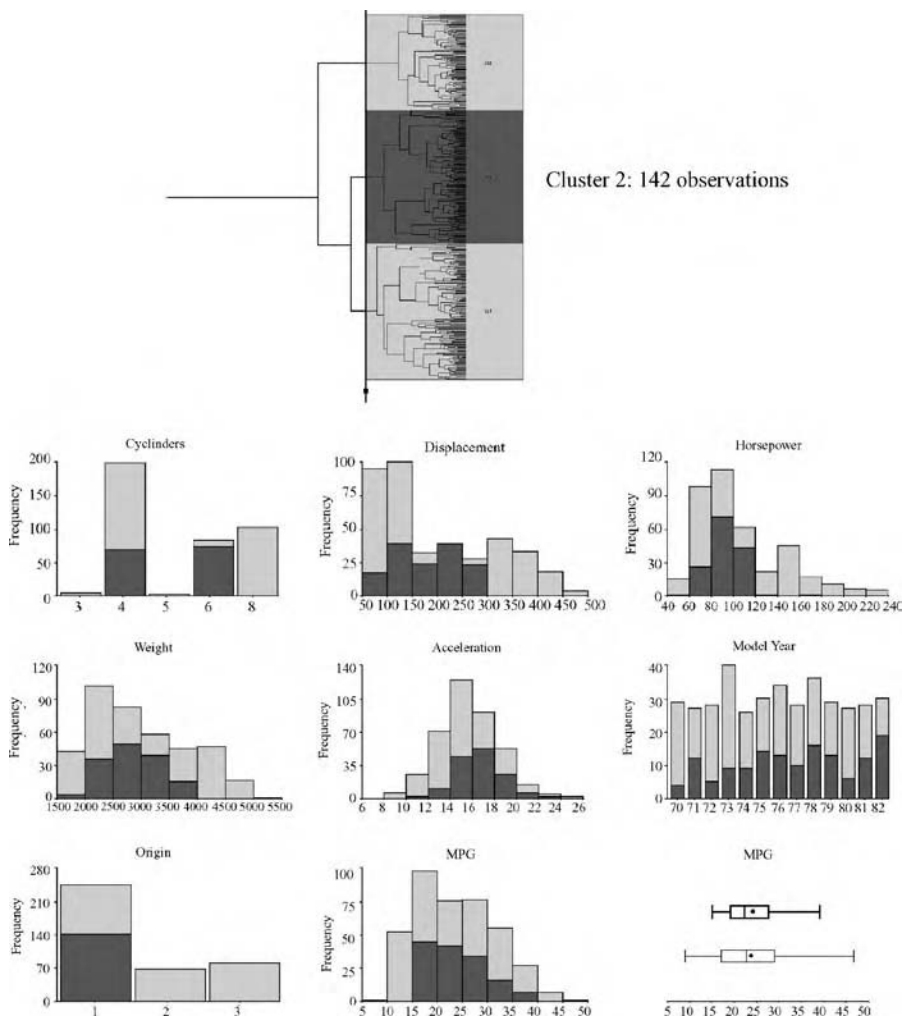 Cluster 2: 142 observations
Cyclinders
Frequency
200
150
100
50
0
3 4 5 6 8
Displacement
Frequency
100
75
50
25
0
50 100 150 200 250 300 350 400 450 500
Horsepower
Frequency
120
90
60
30
0
40 60 80 100 120 140 160 180 200 220 240
Weight
Frequency
120
90
60
30
0
1500 2000 2500 3000 3500 4000 4500 5000 5500
Acceleration
Frequency
140
105
70
35
0
6 8 10 12 14 16 18 20 22 24 26
Model Year
Frequency
40
30
20
10
0
70 71 72 73 74 75 76 77 78 79 80 81 82
Origin
Frequency
280
210
140
70
0
1 2 3
MPG
Frequency
100
75
50
25
0
5 10 15 20 25 30 35 40 45 50
MPG
5 10 15 20 25 30 35 40 45 50